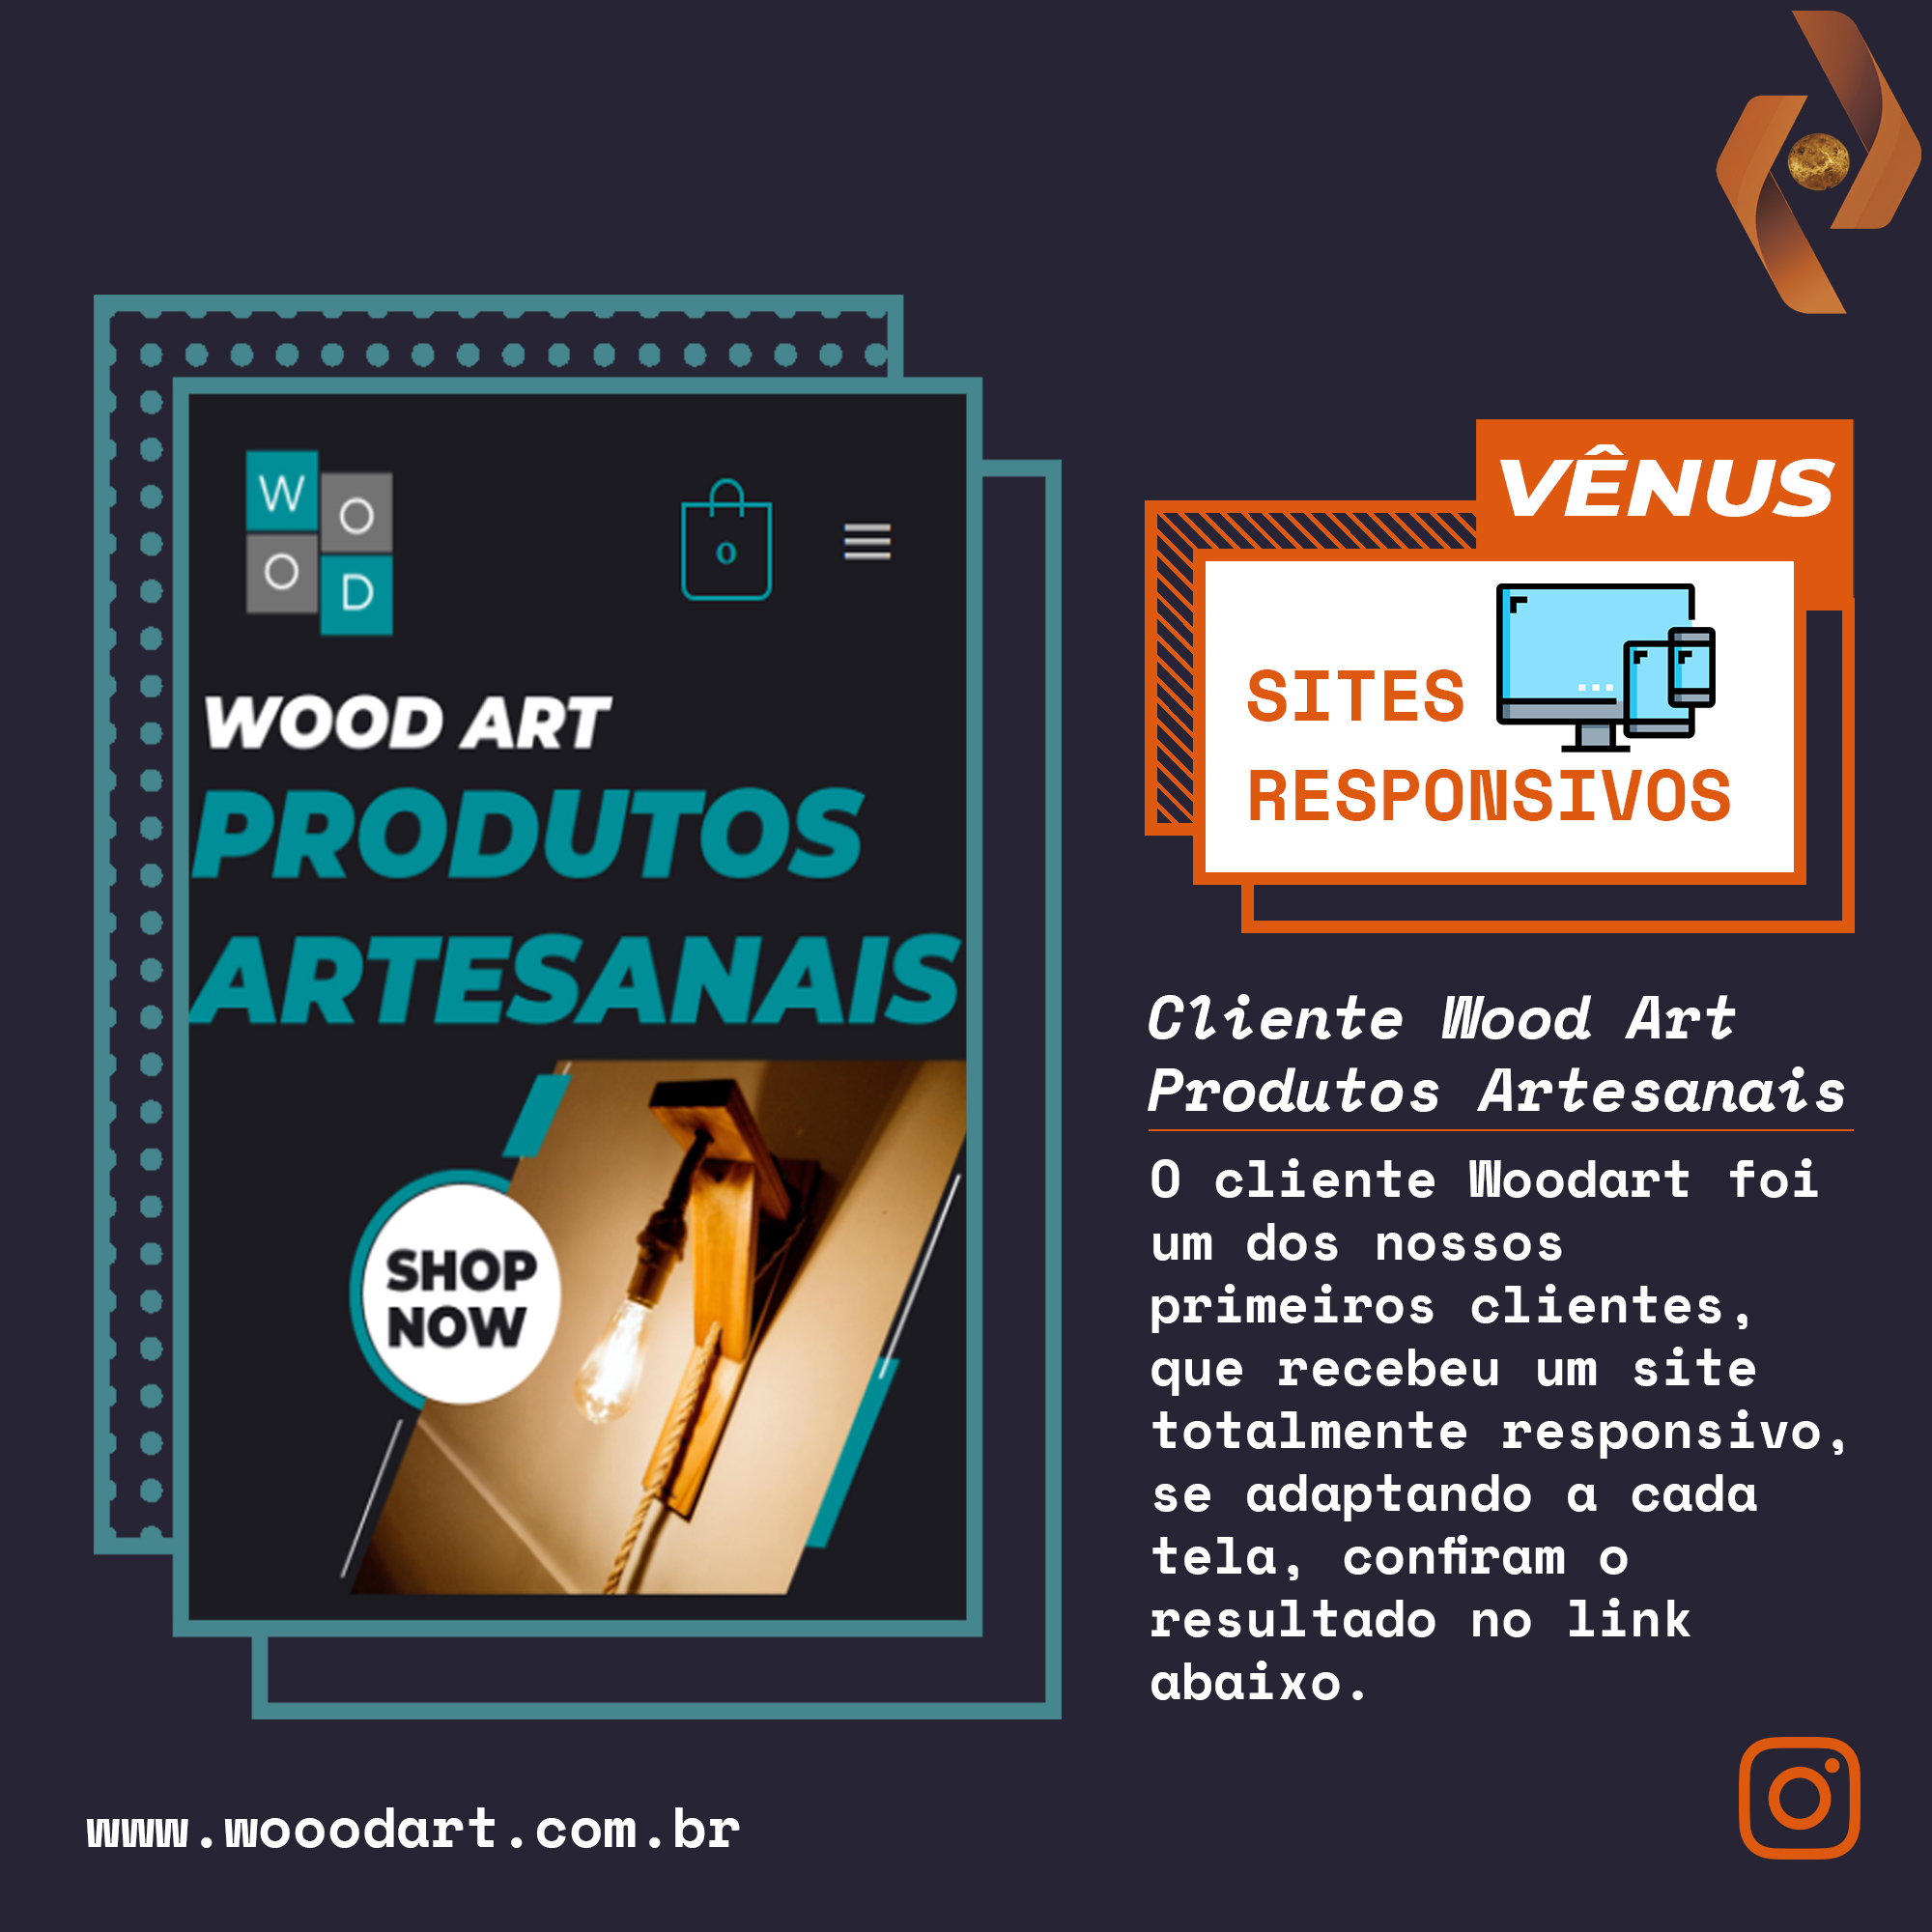 W
O
O
D
0
WOOD ART
PRODUTOS
ARTESANAIS
SHOP
NOW
VÊNUS
SITES
RESPONSIVOS
Cliente Wood Art
Produtos Artesanais
O cliente Woodart foi
um dos nossos
primeiros clientes,
que recebeu um site
totalmente responsivo,
se adaptando a cada
tela, confiram o
resultado no link
abaixo.
www.wooodart.com.br